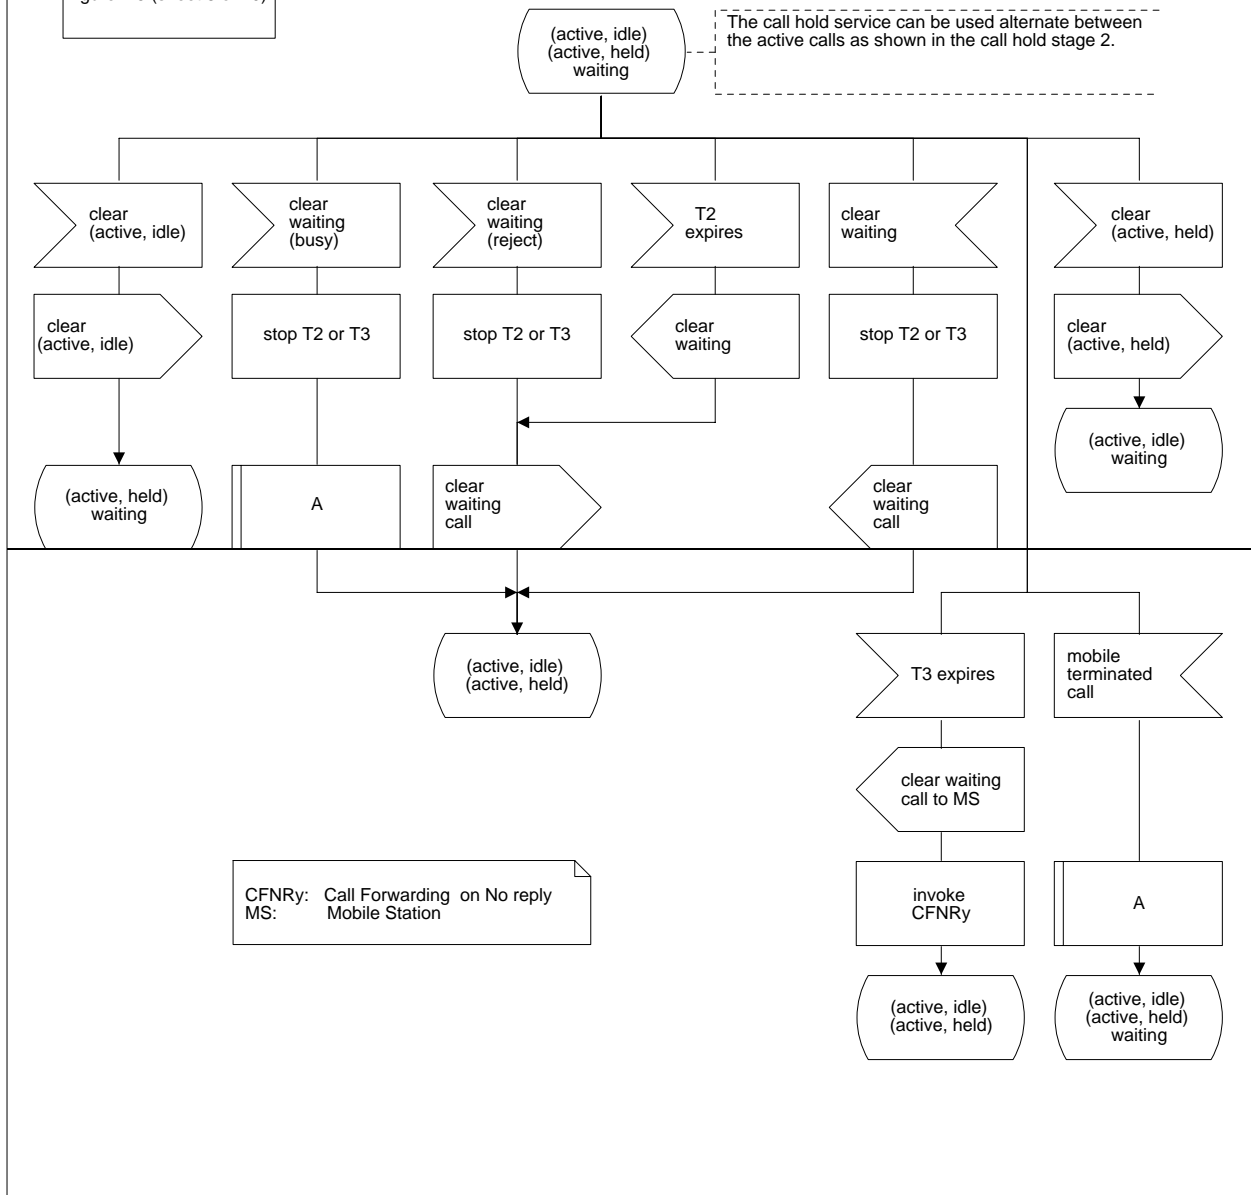 (active, idle)
(active, held)
waiting
The call hold service can be used alternate between
the active calls as shown in the call hold stage 2.
clear
(active, idle)
clear
waiting
(busy)
clear
waiting
(reject)
T2
expires
clear
waiting
clear
(active, held)
clear
(active, idle)
stop T2 or T3
stop T2 or T3
clear
waiting
stop T2 or T3
clear
(active, held)
(active, idle)
waiting
(active, held)
waiting
A
clear
waiting
call
clear
waiting
call
(active, idle)
(active, held)
T3 expires
mobile
terminated
call
clear waiting
call to MS
CFNRy: Call Forwarding on No reply
MS: Mobile Station
invoke
CFNRy
A
(active, idle)
(active, held)
(active, idle)
(active, held)
waiting